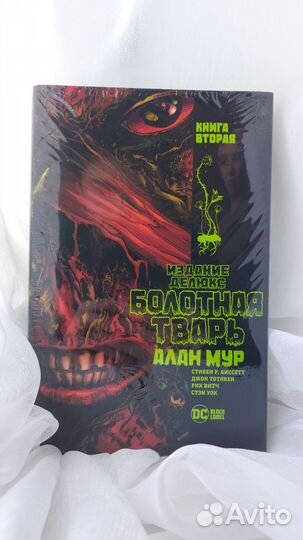 КНИГА
ВТОРАЯ
ИЗДАНИЕ
ДЕЛЮКС
БОЛОТНАЯ
ТВАРЬ
АЛАН МУР
СТИВЕН Р. БИССЕТТ
ДЖОН ТОТЛБЕН
РИК ВИТЧ
СТЭН УОК
DC BLACK
LABEL
Avito